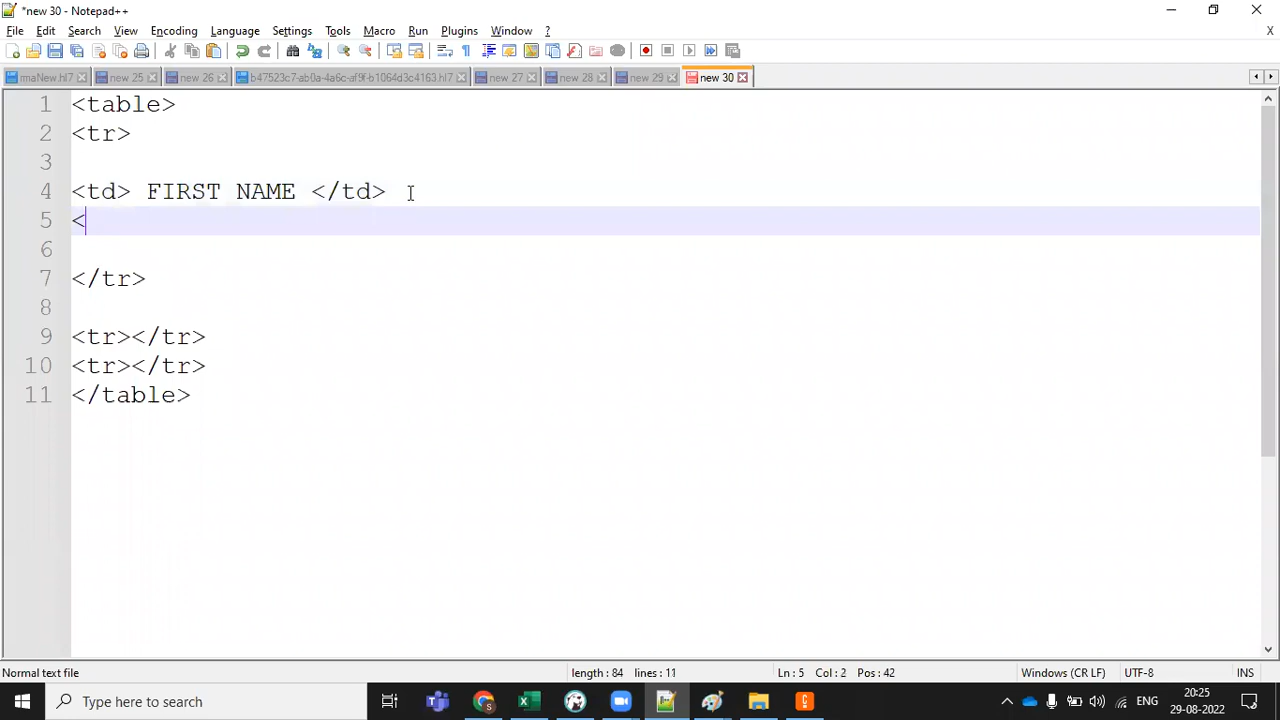 *new 30 - Notepad++
File Edit Search View Encoding Language Settings Tools Macro Run Plugins Window ?
X
maNew.hl7 new 25 new 26 new 27 new 28 new 29 new 30
1 <table>
2 <tr>
3
4 <td> FIRST NAME </td>
5 <
6
7 </tr>
8
9 <tr></tr>
10 <tr></tr>
11 </table>
Normal text file length : 84 lines : 11 Ln : 5 Col : 2 Pos : 42 Windows (CR LF) UTF-8 INS
Type here to search ENG 20:25
29-08-2022